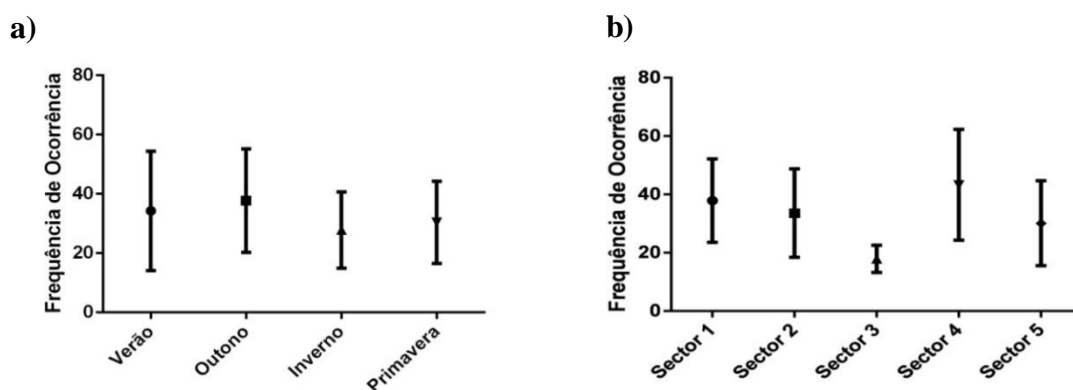 a)
Frequência de Ocorrência
80
60
40
20
0
Verão
Outono
Inverno
Primavera
b)
Frequência de Ocorrência
80
60
40
20
0
Sector 1
Sector 2
Sector 3
Sector 4
Sector 5